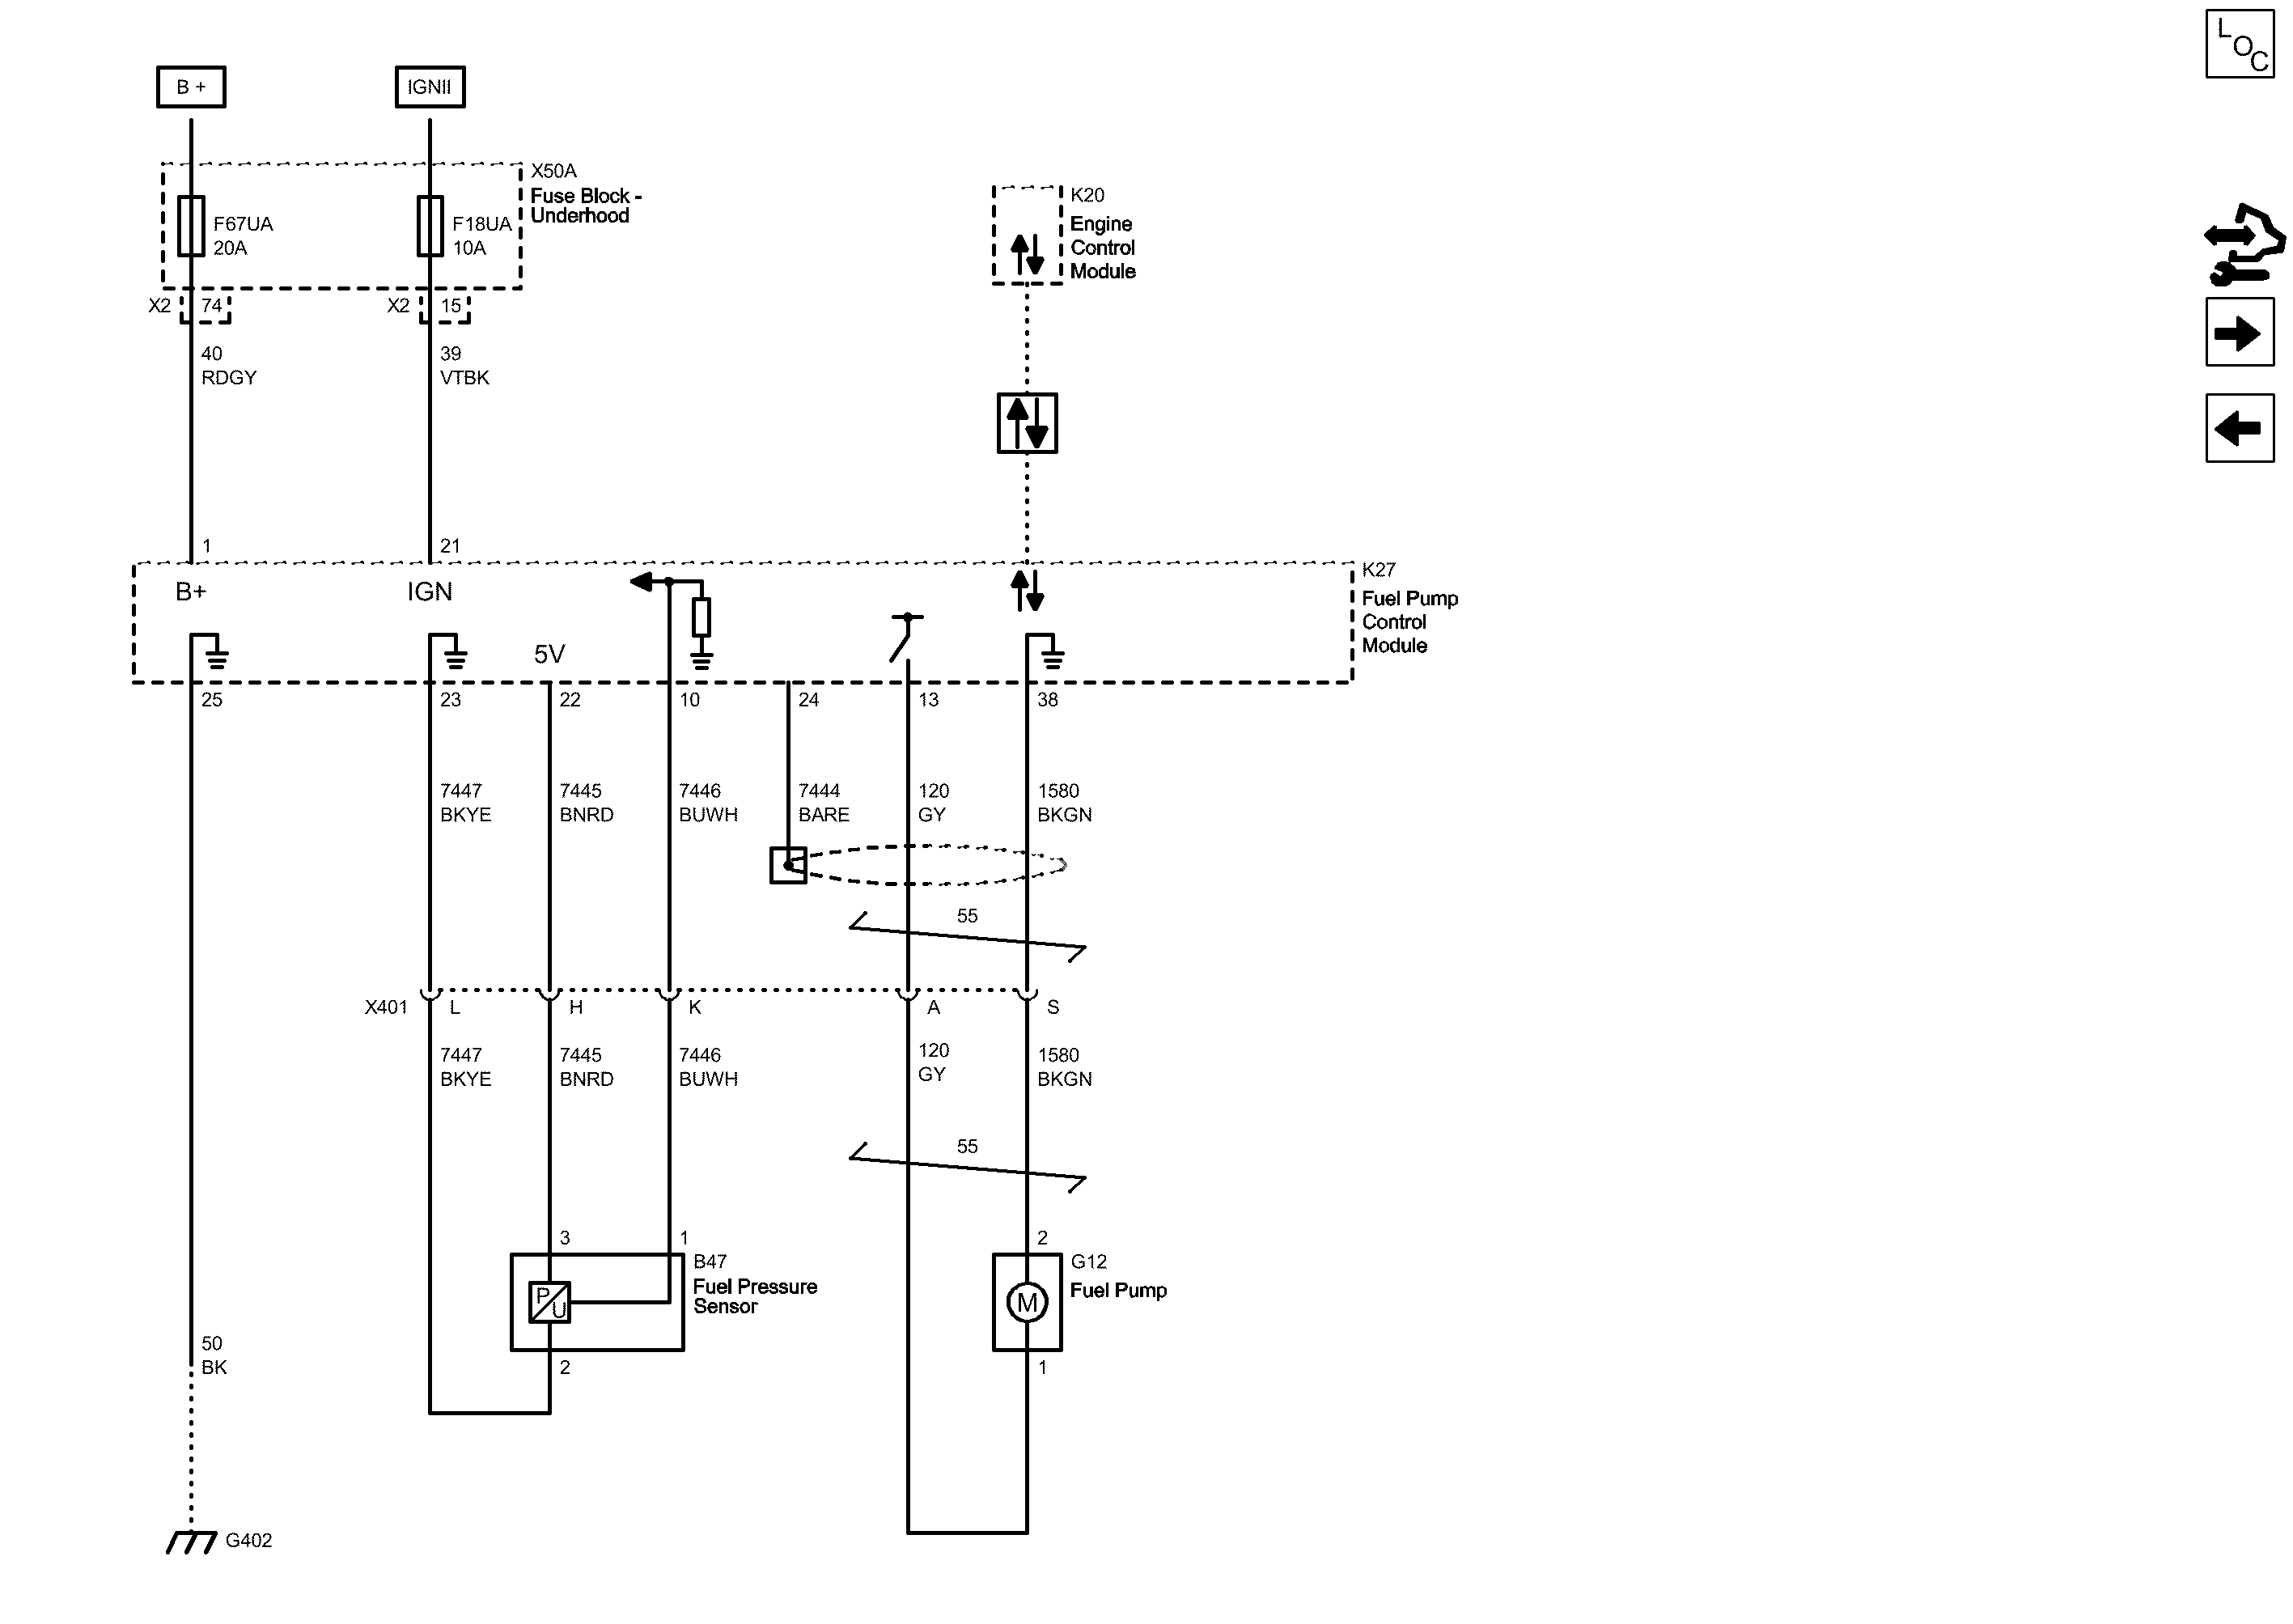 L
O
C
B +
IGNII
X50A
Fuse Block -
Underhood
F67UA
20A
F18UA
10A
K20
Engine
Control
Module
X2 74
X2 15
40
RDGY
39
VTBK
1
21
K27
Fuel Pump
Control
Module
B+
IGN
5V
25
23
22
10
24
13
38
7447
BKYE
7445
BNRD
7446
BUWH
7444
BARE
120
GY
1580
BKGN
55
X401
L
H
K
A
S
7447
BKYE
7445
BNRD
7446
BUWH
120
GY
1580
BKGN
55
3
1
2
B47
Fuel Pressure
Sensor
P
U
G12
Fuel Pump
M
50
BK
2
1
G402